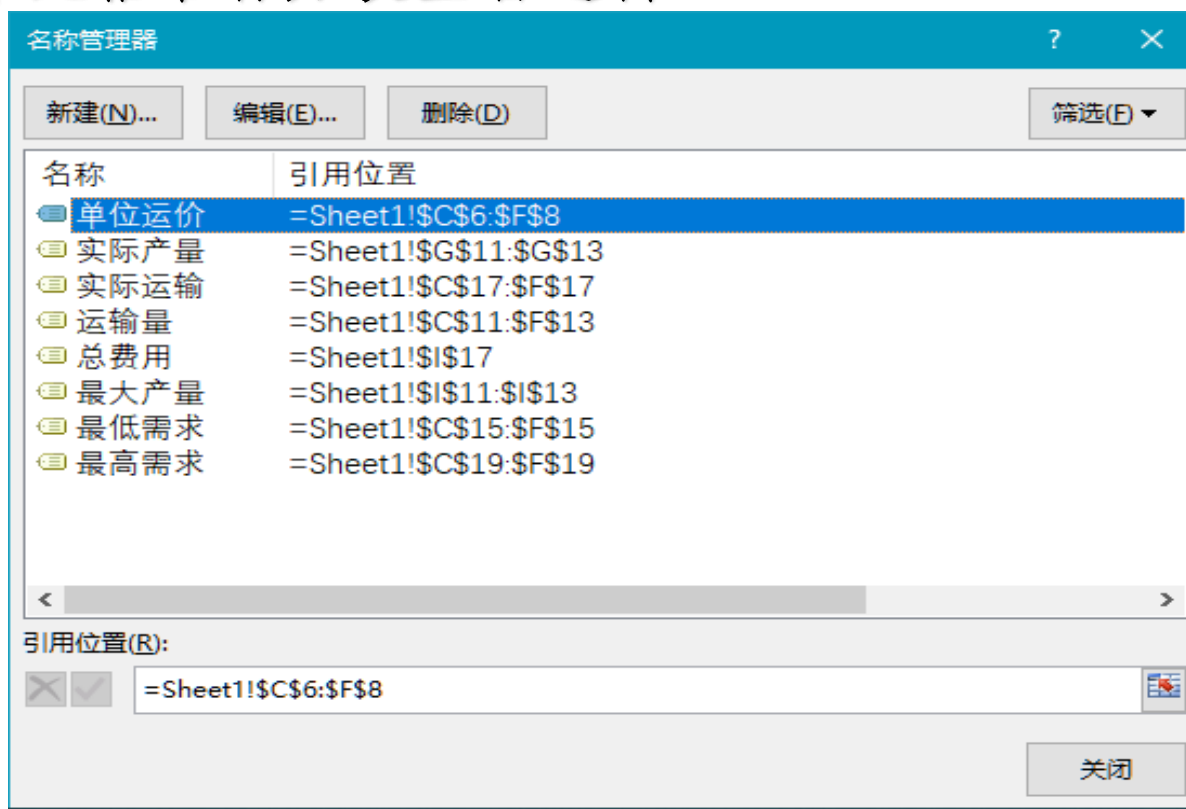 名称管理器
? ×
新建(N)... 编辑(E)... 删除(D) 筛选(F)
名称 引用位置
单位运价 =Sheet1!$C$6:$F$8
实际产量 =Sheet1!$G$11:$G$13
实际运输 =Sheet1!$C$17:$F$17
运输量 =Sheet1!$C$11:$F$13
总费用 =Sheet1!$I$17
最大产量 =Sheet1!$I$11:$I$13
最低需求 =Sheet1!$C$15:$F$15
最高需求 =Sheet1!$C$19:$F$19
引用位置(R):
=Sheet1!$C$6:$F$8
关闭